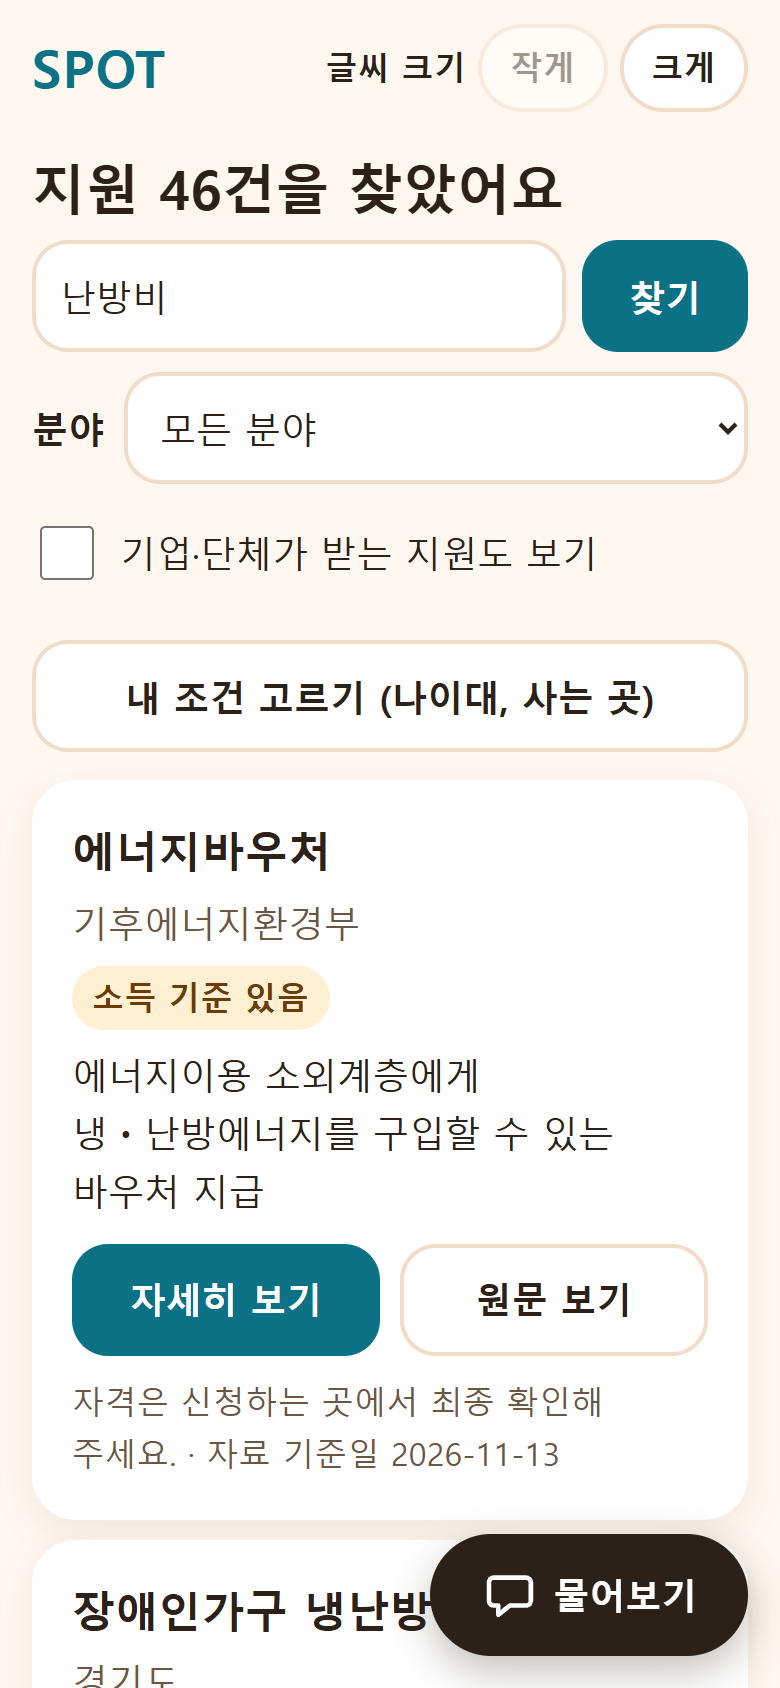 SPOT
글씨 크기
작게
크게
지원 46건을 찾았어요
난방비
찾기
분야
모든 분야
기업·단체가 받는 지원도 보기
내 조건 고르기 (나이대, 사는 곳)
에너지바우처
기후에너지환경부
소득 기준 있음
에너지이용 소외계층에게
냉・난방에너지를 구입할 수 있는
바우처 지급
자세히 보기
원문 보기
자격은 신청하는 곳에서 최종 확인해
주세요. · 자료 기준일 2026-11-13
장애인가구 냉난방
물어보기
경기도